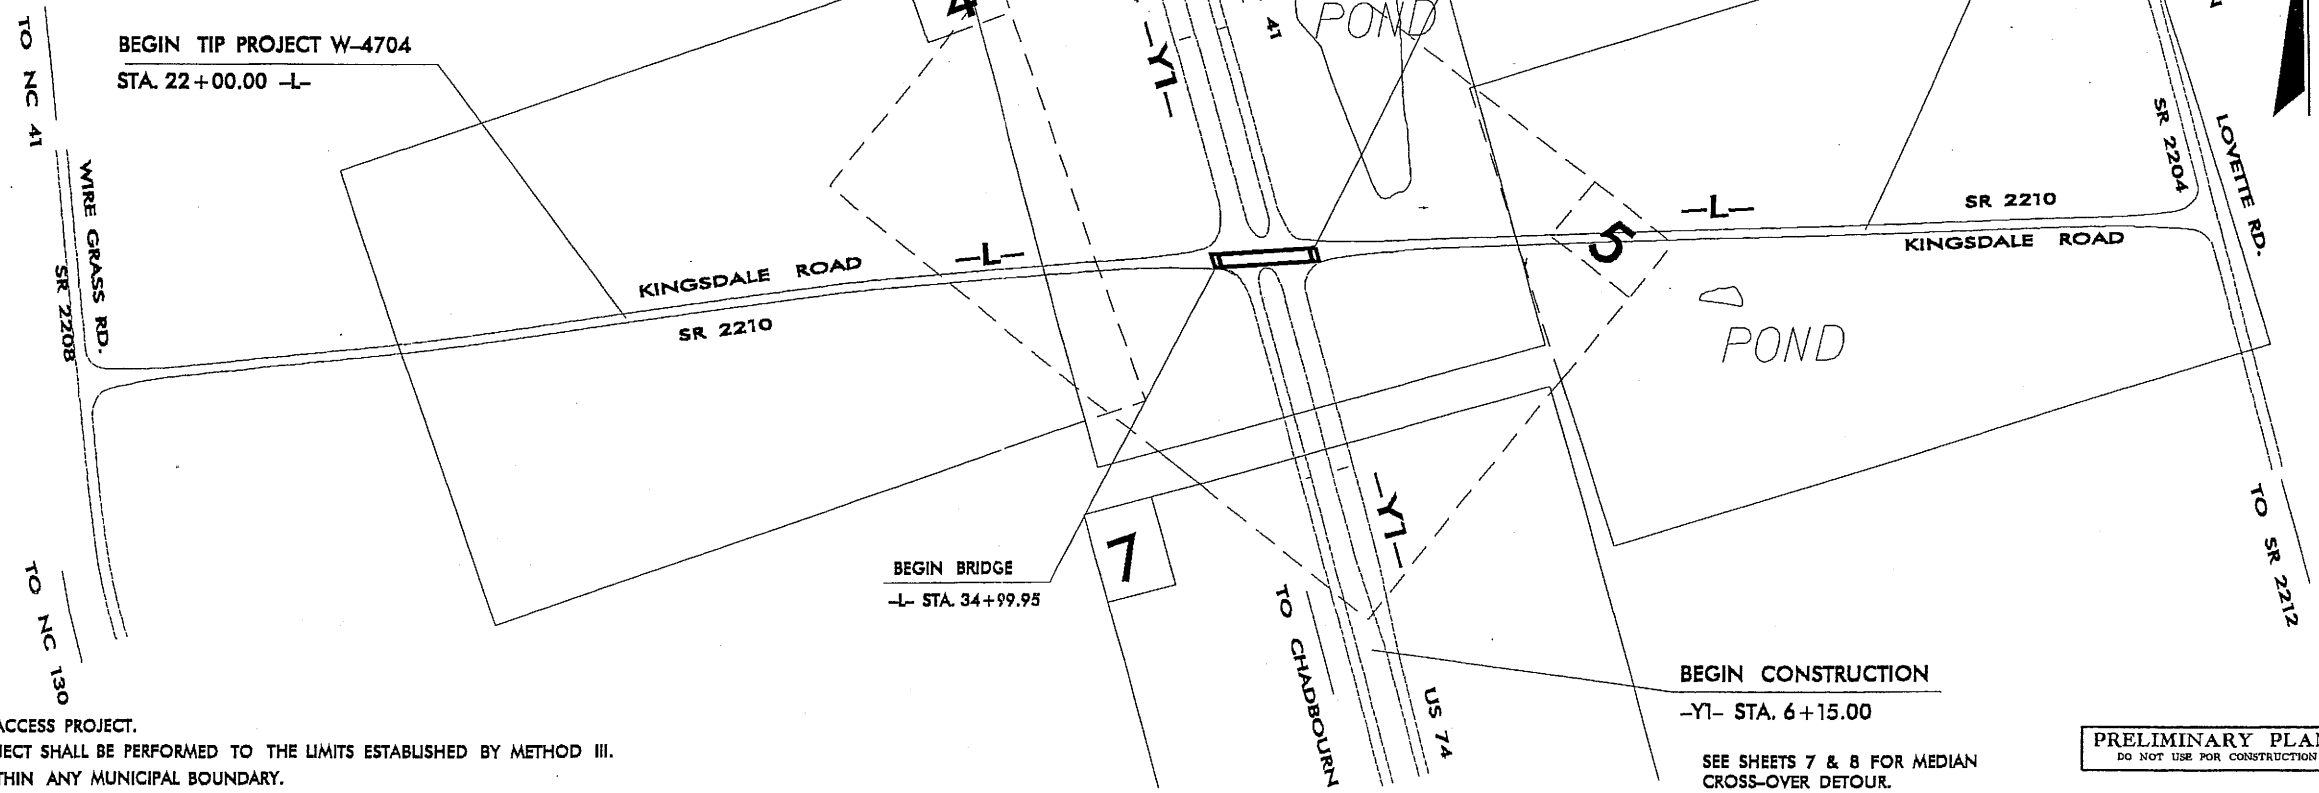 TO NC 41
BEGIN TIP PROJECT W-4704
STA. 22+00.00 -L-
4
-Y1-
41
POND
WIRE GRASS RD.
SR 2208
KINGSDALE ROAD
SR 2210
-L-
5
-L-
SR 2210
KINGSDALE ROAD
SR 2204
LOVETTE RD.
POND
7
-Y1-
BEGIN BRIDGE
-L- STA. 34+99.95
TO NC 130
TO CHADBOURN
US 74
TO SR 2212
BEGIN CONSTRUCTION
-Y1- STA. 6+15.00
SEE SHEETS 7 & 8 FOR MEDIAN
CROSS-OVER DETOUR.
ACCESS PROJECT.
JECT SHALL BE PERFORMED TO THE LIMITS ESTABLISHED BY METHOD III.
THIN ANY MUNICIPAL BOUNDARY.
PRELIMINARY PLAN
DO NOT USE FOR CONSTRUCTION